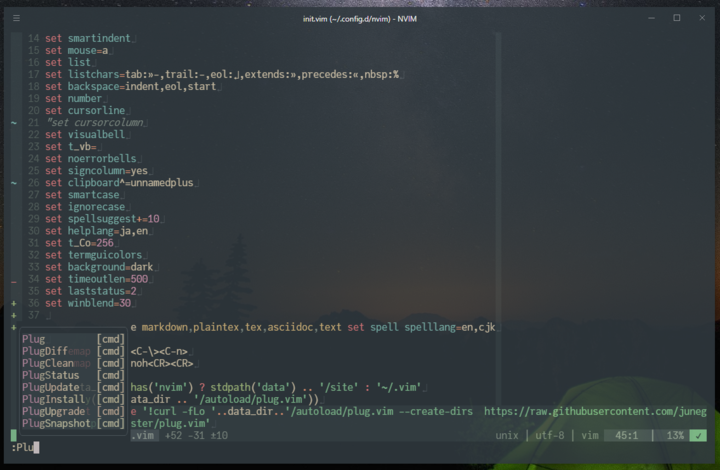 init.vim (~/.config.d/nvim) - NVIM
14 set smartindent
15 set mouse=a
16 set list
17 set listchars=tab:»-,trail:-,eol:↲,extends:»,precedes:«,nbsp:%
18 set backspace=indent,eol,start
19 set number
20 set cursorline
~ 21 "set cursorcolumn
22 set visualbell
23 set t_vb=
24 set noerrorbells
25 set signcolumn=yes
~ 26 set clipboard^=unnamedplus
27 set smartcase
28 set ignorecase
29 set spellsuggest+=10
30 set helplang=ja,en
31 set t_Co=256
32 set termguicolors
33 set background=dark
_ 34 set timeoutlen=500
35 set laststatus=2
+ 36 set winblend=30
+ 37
+ e markdown,plaintex,tex,asciidoc,text set spell spelllang=en,cjk
Plug [cmd]
PlugDiff [cmd] <C-\><C-n>
PlugClean [cmd] noh<CR><CR>
PlugStatus [cmd]
PlugUpdate [cmd] has('nvim') ? stdpath('data') .. '/site' : '~/.vim'
PlugInstall [cmd] ata_dir .. '/autoload/plug.vim'))
PlugUpgrade [cmd] e '!curl -fLo '..data_dir..'/autoload/plug.vim --create-dirs https://raw.githubusercontent.com/juneg
PlugSnapshot [cmd] ster/plug.vim'
.vim +52 -31 ±10 unix | utf-8 | vim 45:1 | 13% ✓
:Plu